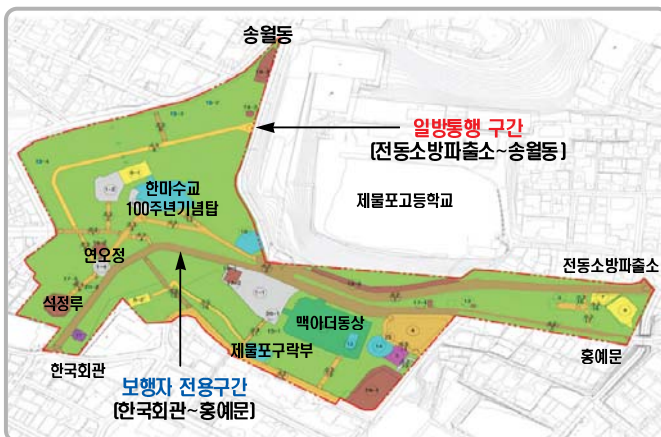 송월동
일방통행 구간
(전동소방파출소~송월동)
한미수교
100주년기념탑
제물포고등학교
연오정
전동소방파출소
석정루
맥아더동상
제물포구락부
한국회관
홍예문
보행자 전용구간
(한국회관~홍예문)